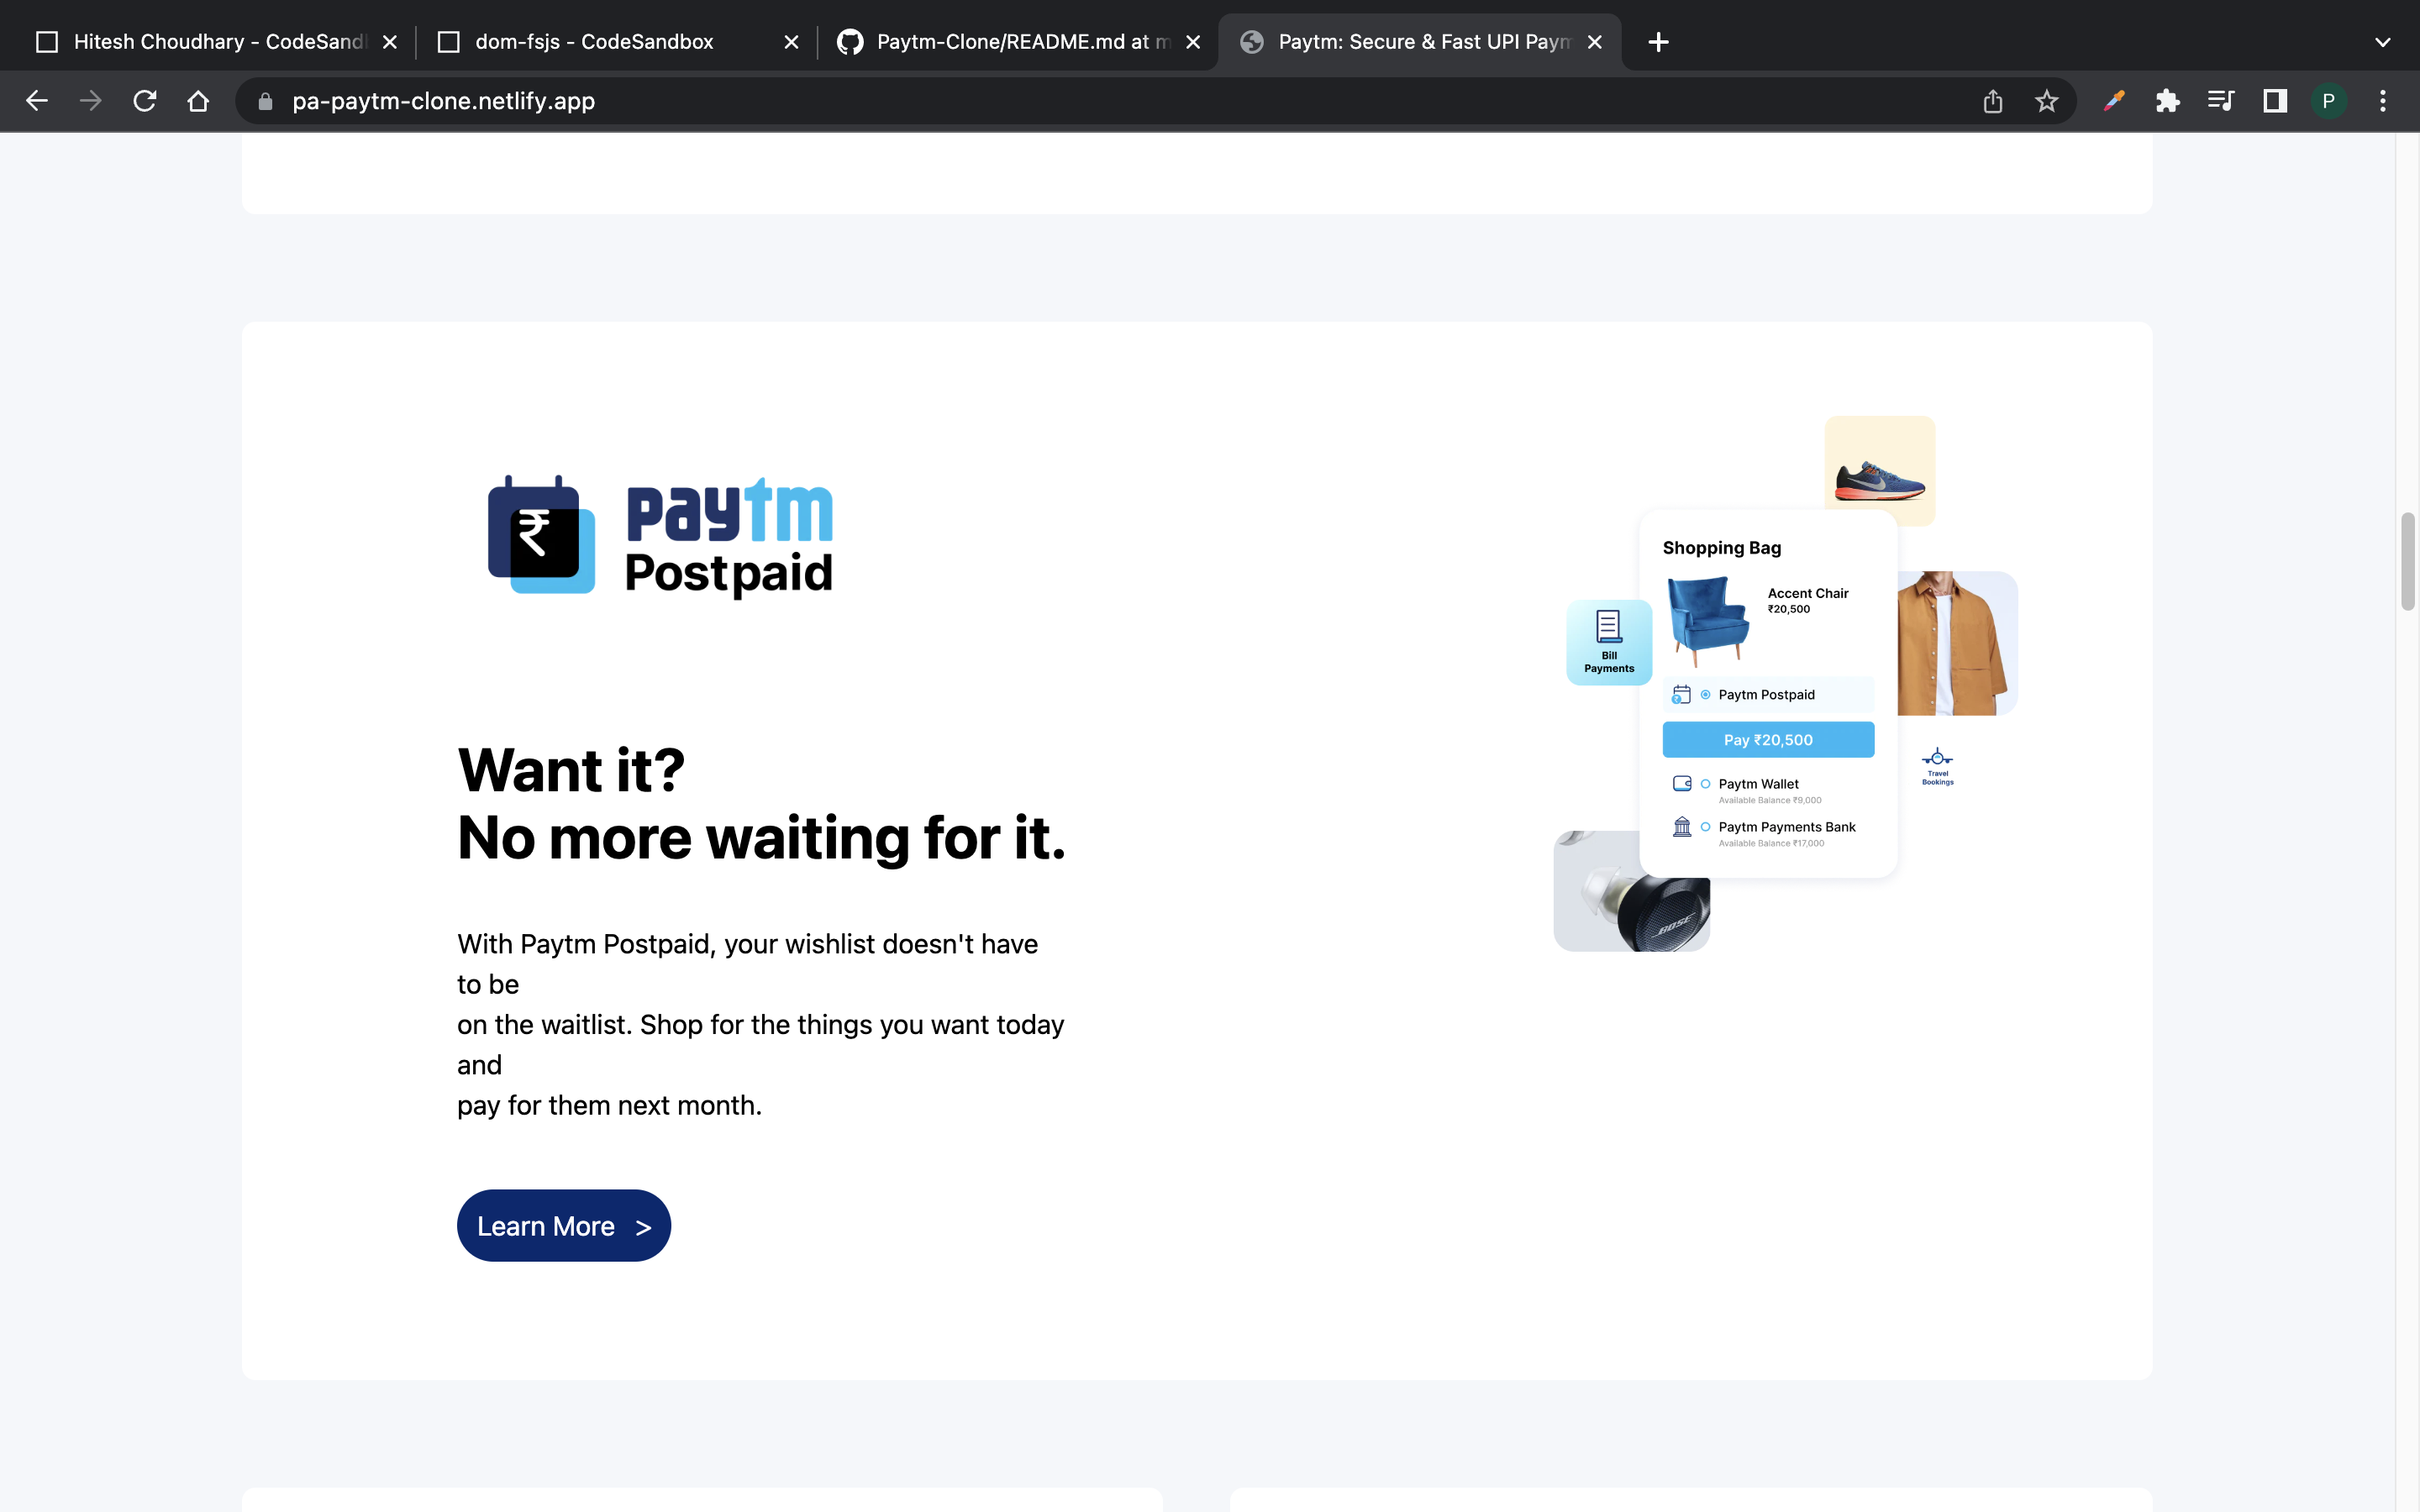 Hitesh Choudhary - CodeSand
dom-fsjs - CodeSandbox
Paytm-Clone/README.md at m
Paytm: Secure & Fast UPI Paym
pa-paytm-clone.netlify.app
P
₹
paytm
Postpaid
Want it?
No more waiting for it.
With Paytm Postpaid, your wishlist doesn't have
to be
on the waitlist. Shop for the things you want today
and
pay for them next month.
Learn More >
Shopping Bag
Accent Chair
₹20,500
Bill
Payments
Paytm Postpaid
Pay ₹20,500
Paytm Wallet
Available Balance ₹9,000
Paytm Payments Bank
Available Balance ₹17,000
Travel
Bookings
BOSE